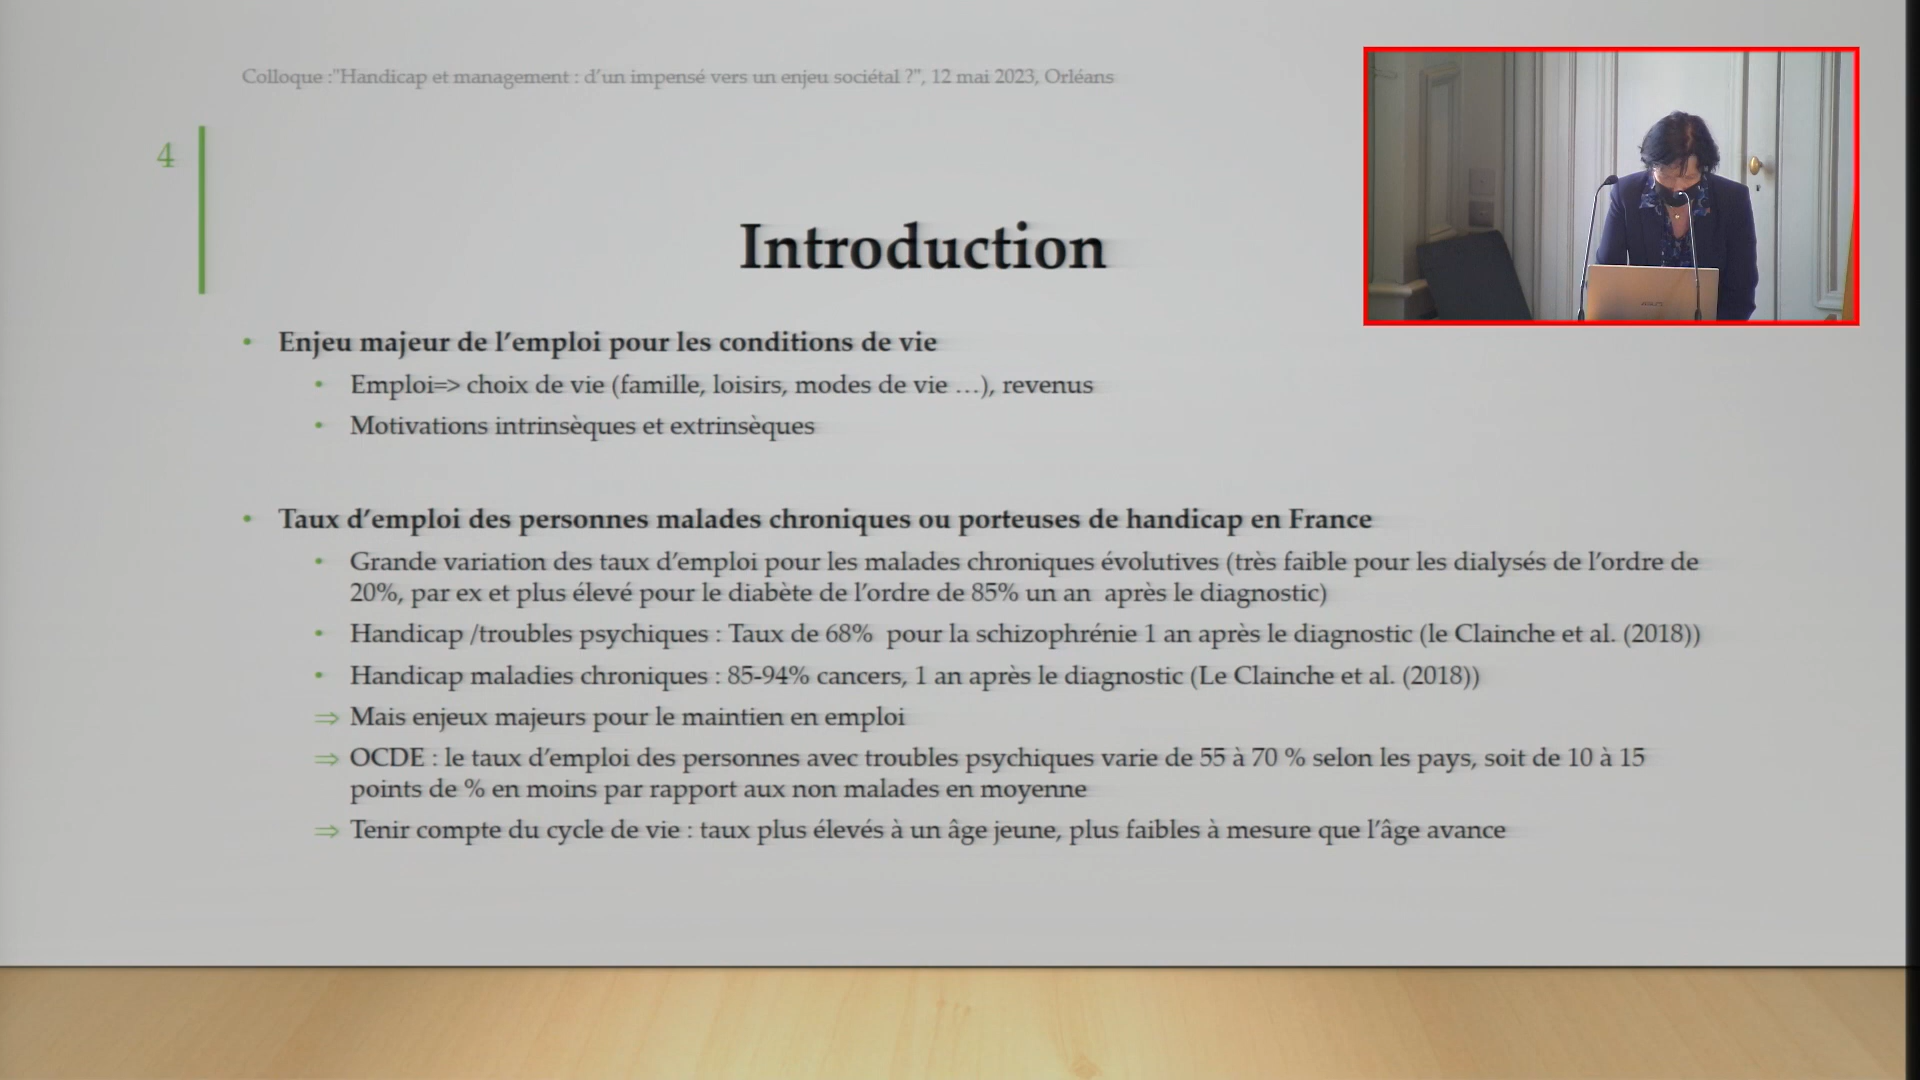 Colloque :"Handicap et management : d'un impensé vers un enjeu sociétal ?", 12 mai 2023, Orléans
4
Introduction
• Enjeu majeur de l'emploi pour les conditions de vie
• Emploi=> choix de vie (famille, loisirs, modes de vie …), revenus
• Motivations intrinsèques et extrinsèques
• Taux d'emploi des personnes malades chroniques ou porteuses de handicap en France
• Grande variation des taux d'emploi pour les malades chroniques évolutives (très faible pour les dialysés de l'ordre de
20%, par ex et plus élevé pour le diabète de l'ordre de 85% un an après le diagnostic)
• Handicap /troubles psychiques : Taux de 68% pour la schizophrénie 1 an après le diagnostic (le Clainche et al. (2018))
• Handicap maladies chroniques : 85-94% cancers, 1 an après le diagnostic (Le Clainche et al. (2018))
⇒ Mais enjeux majeurs pour le maintien en emploi
⇒ OCDE : le taux d'emploi des personnes avec troubles psychiques varie de 55 à 70 % selon les pays, soit de 10 à 15
points de % en moins par rapport aux non malades en moyenne
⇒ Tenir compte du cycle de vie : taux plus élevés à un âge jeune, plus faibles à mesure que l'âge avance